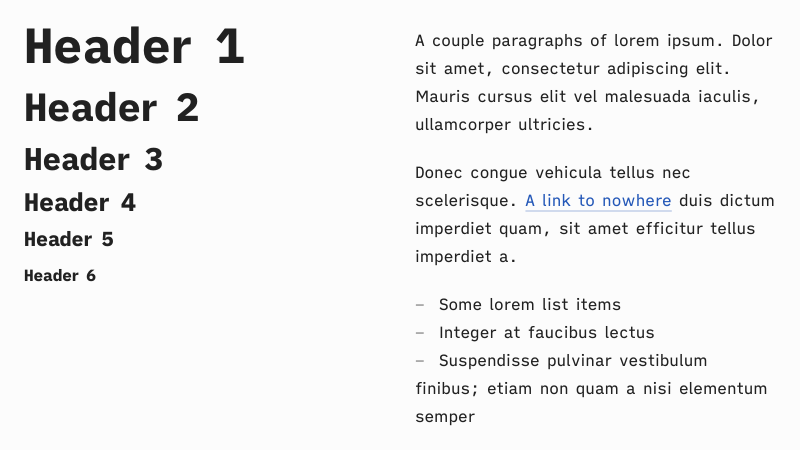 Header 1
Header 2
Header 3
Header 4
Header 5
Header 6
A couple paragraphs of lorem ipsum. Dolor
sit amet, consectetur adipiscing elit.
Mauris cursus elit vel malesuada iaculis,
ullamcorper ultricies.
Donec congue vehicula tellus nec
scelerisque. A link to nowhere duis dictum
imperdiet quam, sit amet efficitur tellus
imperdiet a.
– Some lorem list items
– Integer at faucibus lectus
– Suspendisse pulvinar vestibulum
finibus; etiam non quam a nisi elementum
semper